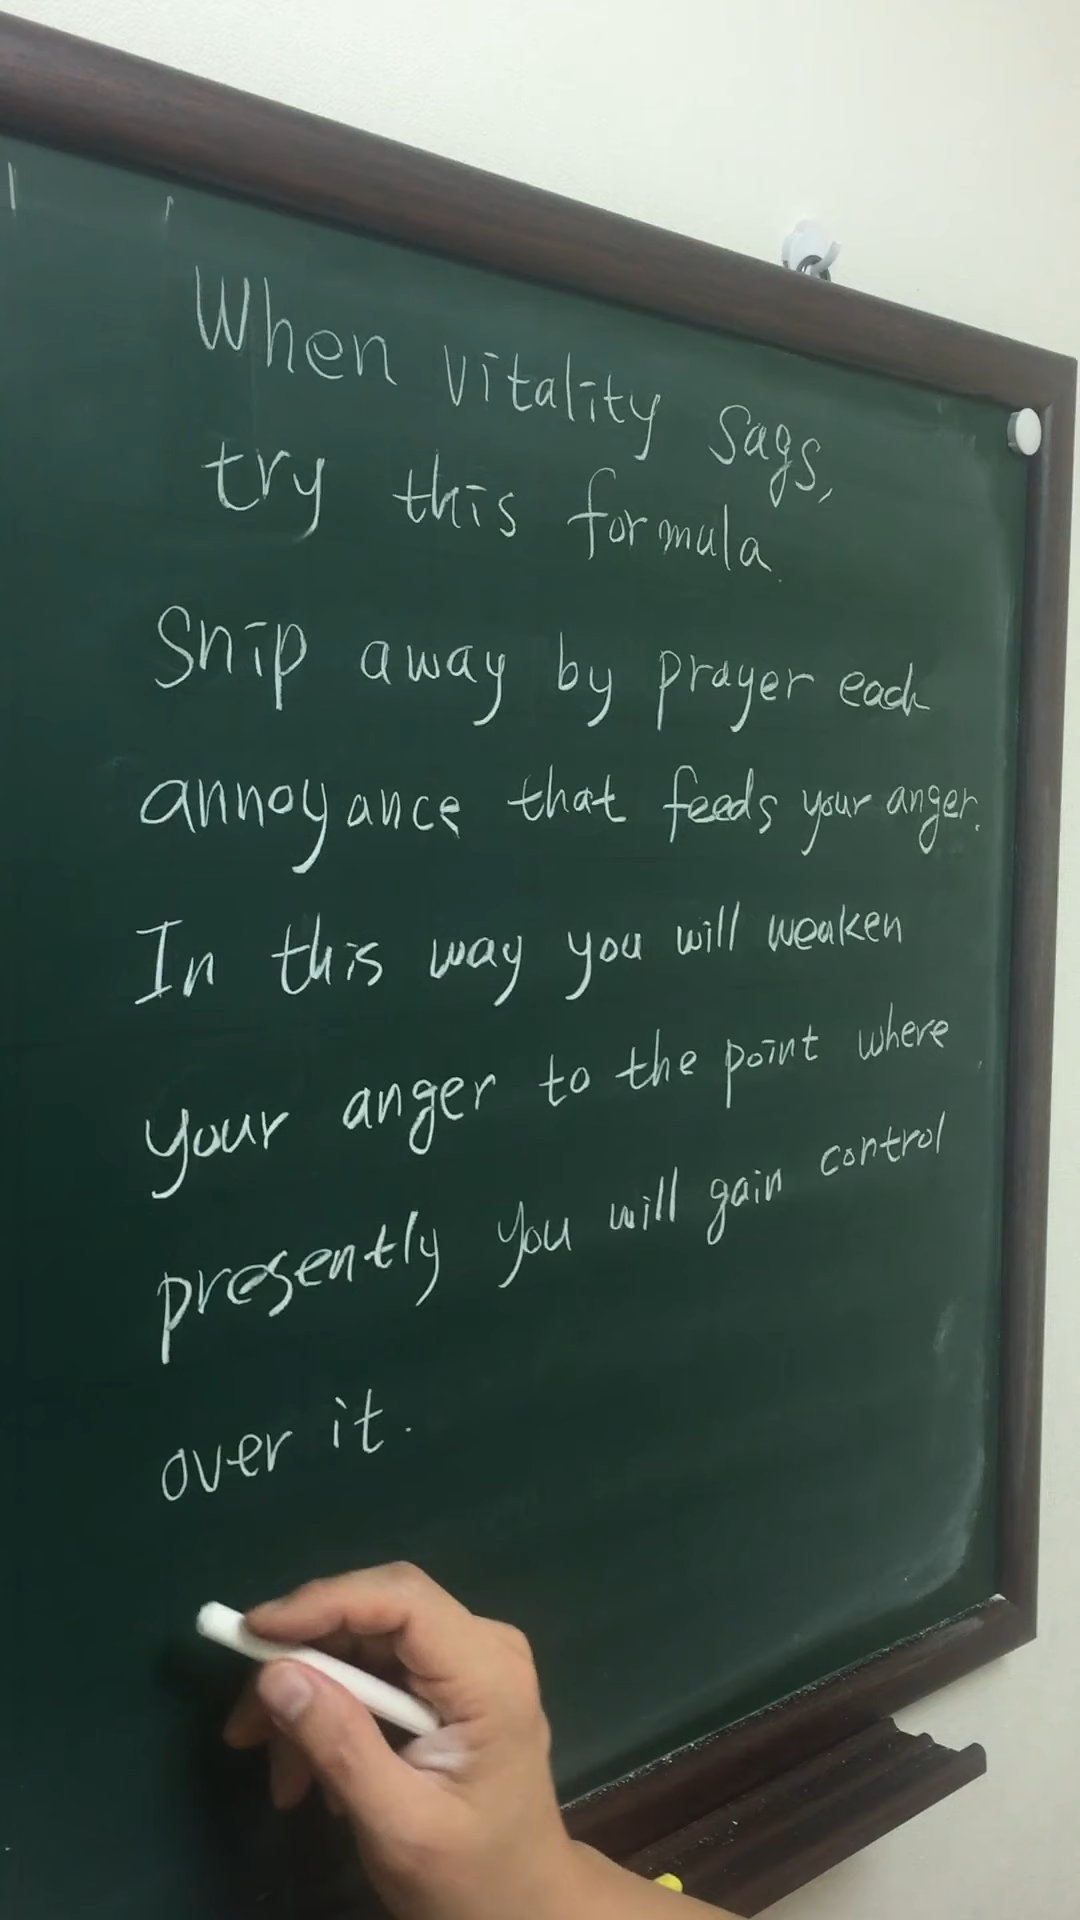 When vitality sags,
try this formula.
Snip away by prayer each
annoyance that feeds your anger.
In this way you will weaken
your anger to the point where
presently you will gain control
over it.